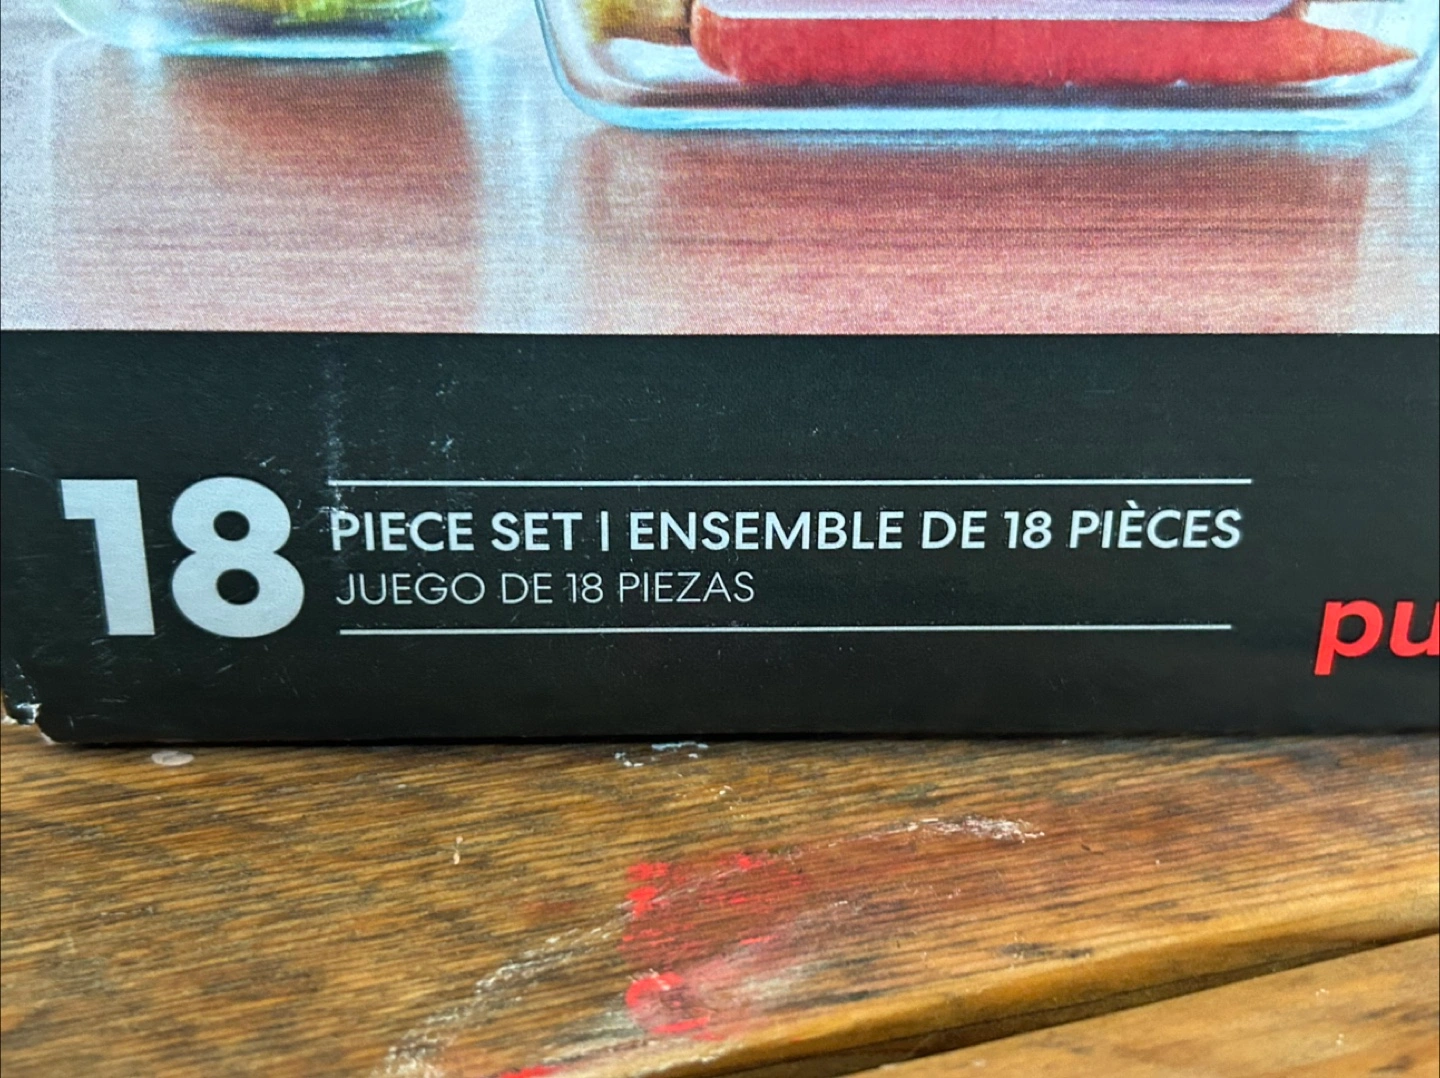 18
PIECE SET | ENSEMBLE DE 18 PIÈCES
JUEGO DE 18 PIEZAS
pu